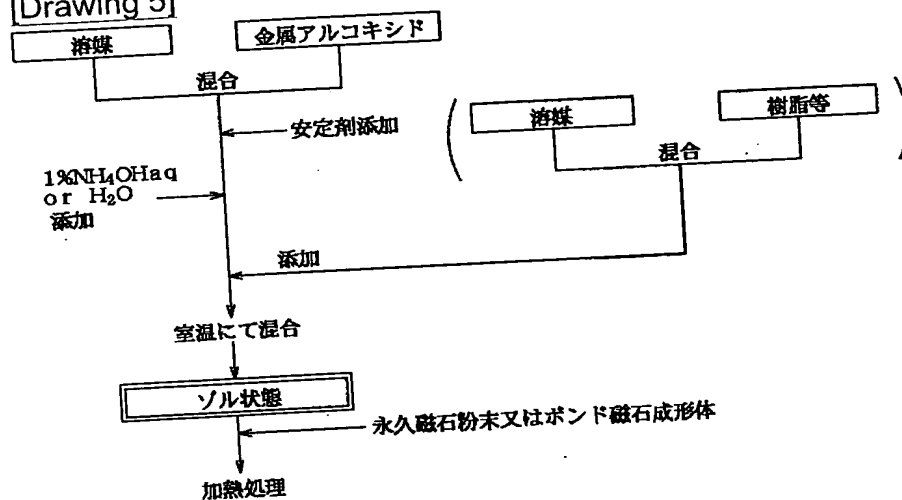 [Drawing 5]
溶媒
金属アルコキシド
混合
安定剤添加
溶媒
樹脂等
混合
1%NH₄OHaq
or H₂O
添加
添加
室温にて混合
ゾル状態
永久磁石粉末又はボンド磁石成形体
加熱処理